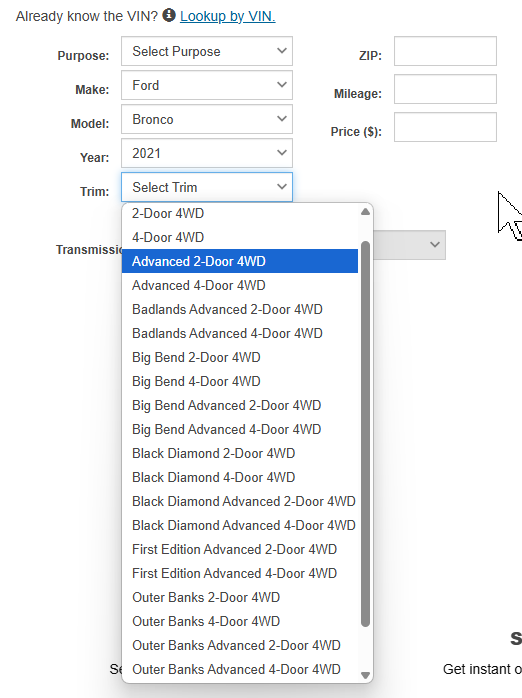 Already know the VIN? Lookup by VIN.
Purpose: Select Purpose
ZIP:
Make: Ford
Mileage:
Model: Bronco
Price ($):
Year: 2021
Trim: Select Trim
2-Door 4WD
4-Door 4WD
Advanced 2-Door 4WD
Advanced 4-Door 4WD
Badlands Advanced 2-Door 4WD
Badlands Advanced 4-Door 4WD
Big Bend 2-Door 4WD
Big Bend 4-Door 4WD
Big Bend Advanced 2-Door 4WD
Big Bend Advanced 4-Door 4WD
Black Diamond 2-Door 4WD
Black Diamond 4-Door 4WD
Black Diamond Advanced 2-Door 4WD
Black Diamond Advanced 4-Door 4WD
First Edition Advanced 2-Door 4WD
First Edition Advanced 4-Door 4WD
Outer Banks 2-Door 4WD
Outer Banks 4-Door 4WD
Outer Banks Advanced 2-Door 4WD
Outer Banks Advanced 4-Door 4WD
Transmissi
S
Se
Get instant o